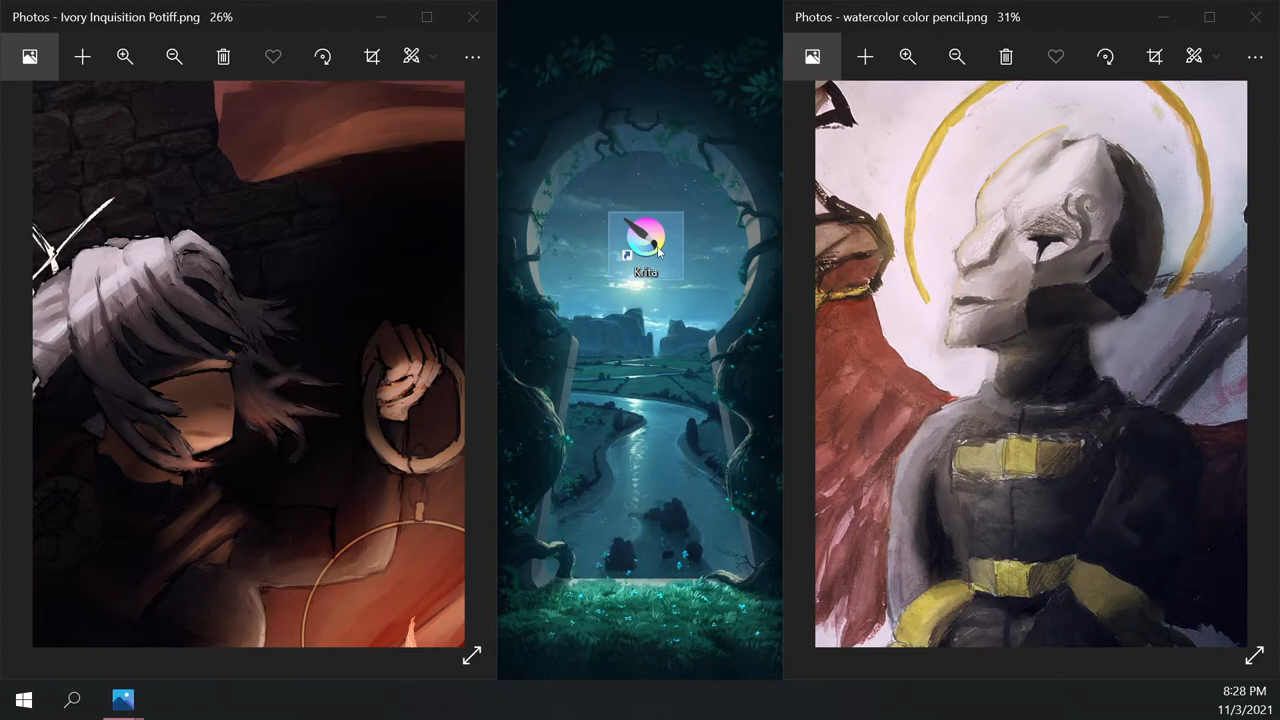 Photos - Ivory Inquisition Potiff.png 26%
Photos - watercolor color pencil.png 31%
Krita
8:28 PM
11/3/2021